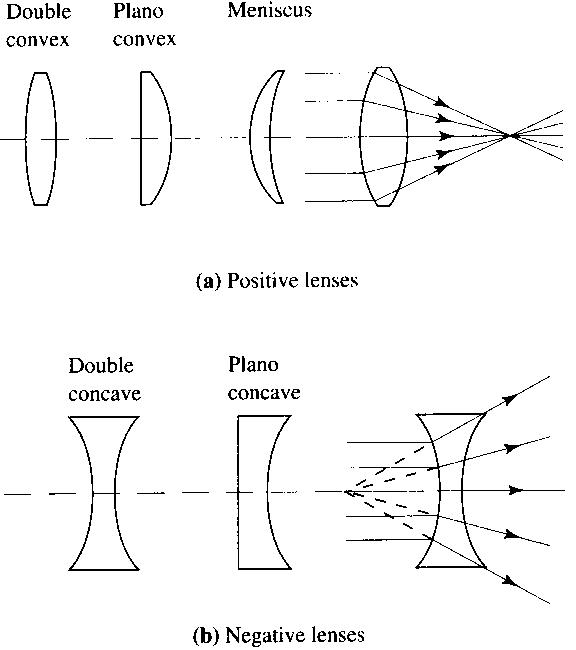 Double
convex
Plano
convex
Meniscus
(a) Positive lenses
Double
concave
Plano
concave
(b) Negative lenses